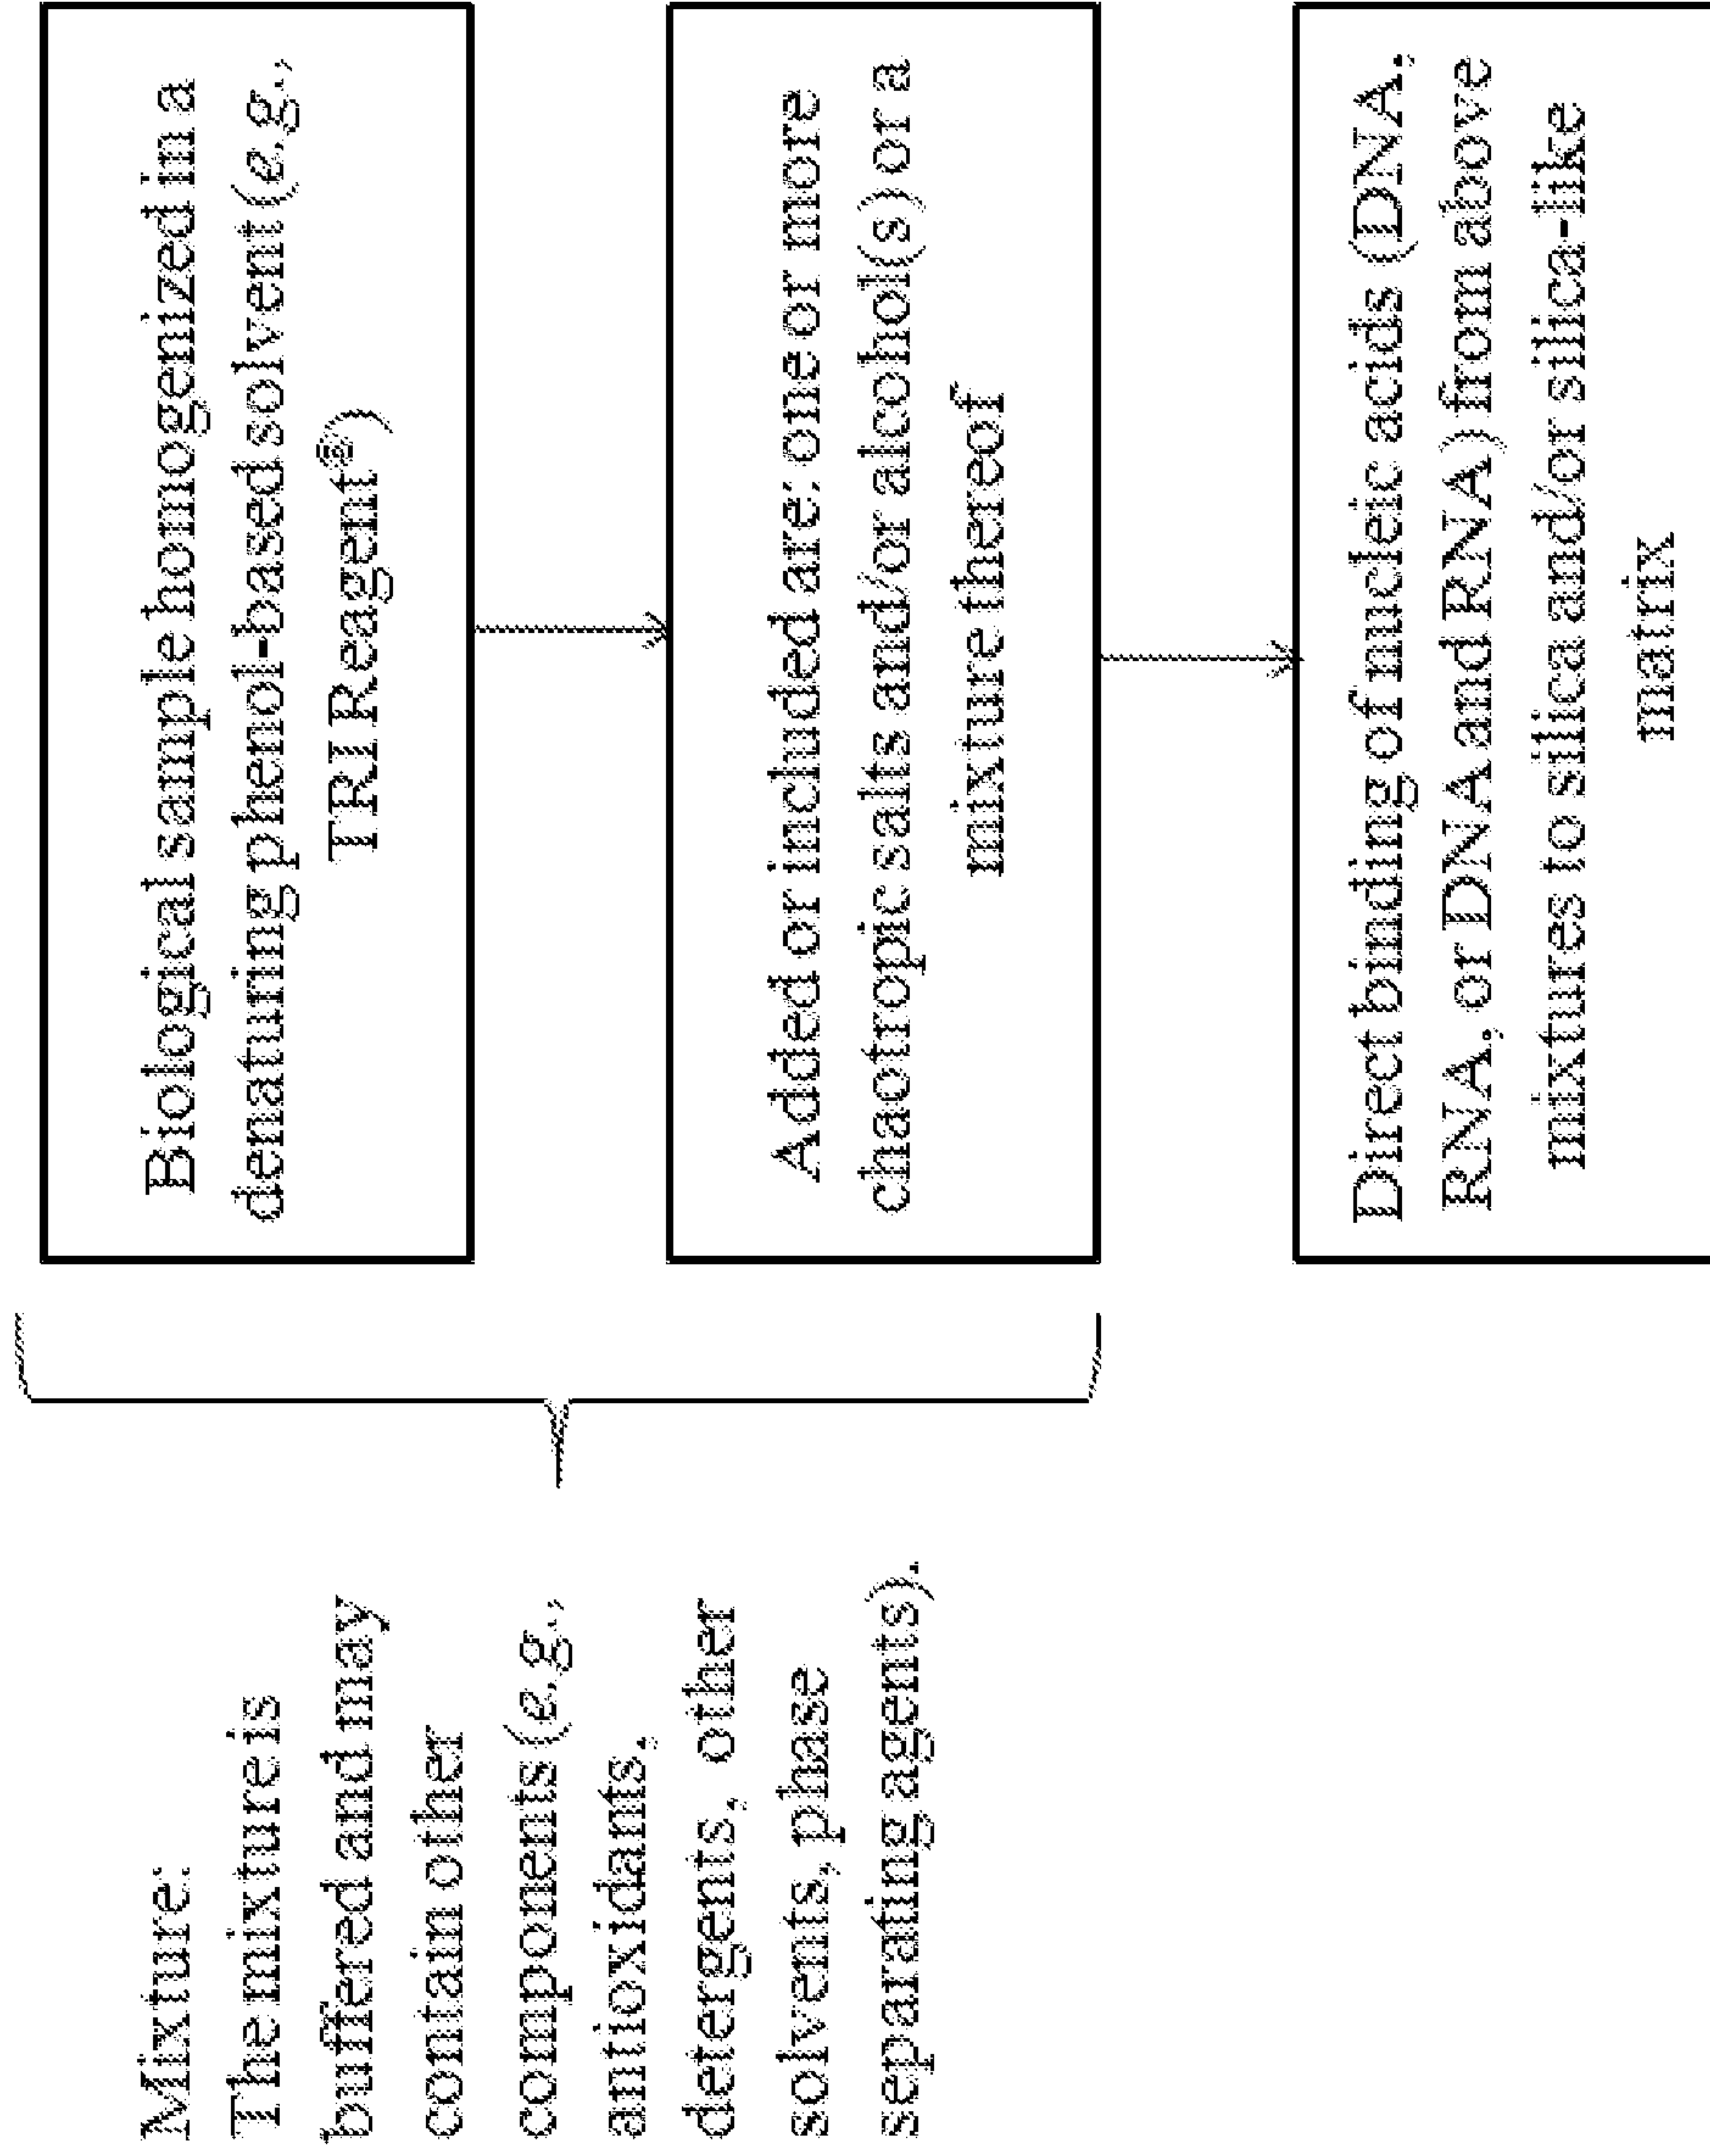 Mixture:
The mixture is
buffered and may
contain other
components (e.g.,
antioxidants,
detergents, other
solvents, phase
separating agents).
Biological sample homogenized in a
denaturing phenol-based solvent (e.g.,
TRI Reagent®)
Added or included are: one or more
chaotropic salts and/or alcohol(s) or a
mixture thereof
Direct binding of nucleic acids (DNA,
RNA, or DNA and RNA) from above
mixtures to silica and/or silica-like
matrix